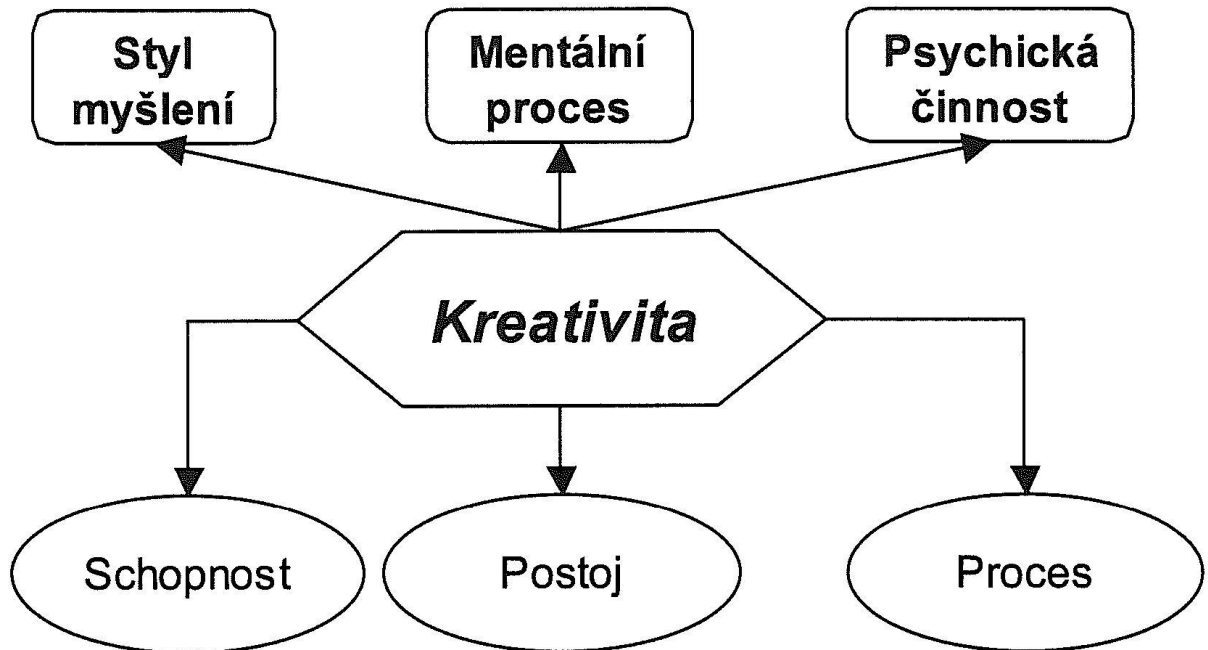 Styl
myšlení
Mentální
proces
Psychická
činnost
Kreativita
Schopnost
Postoj
Proces